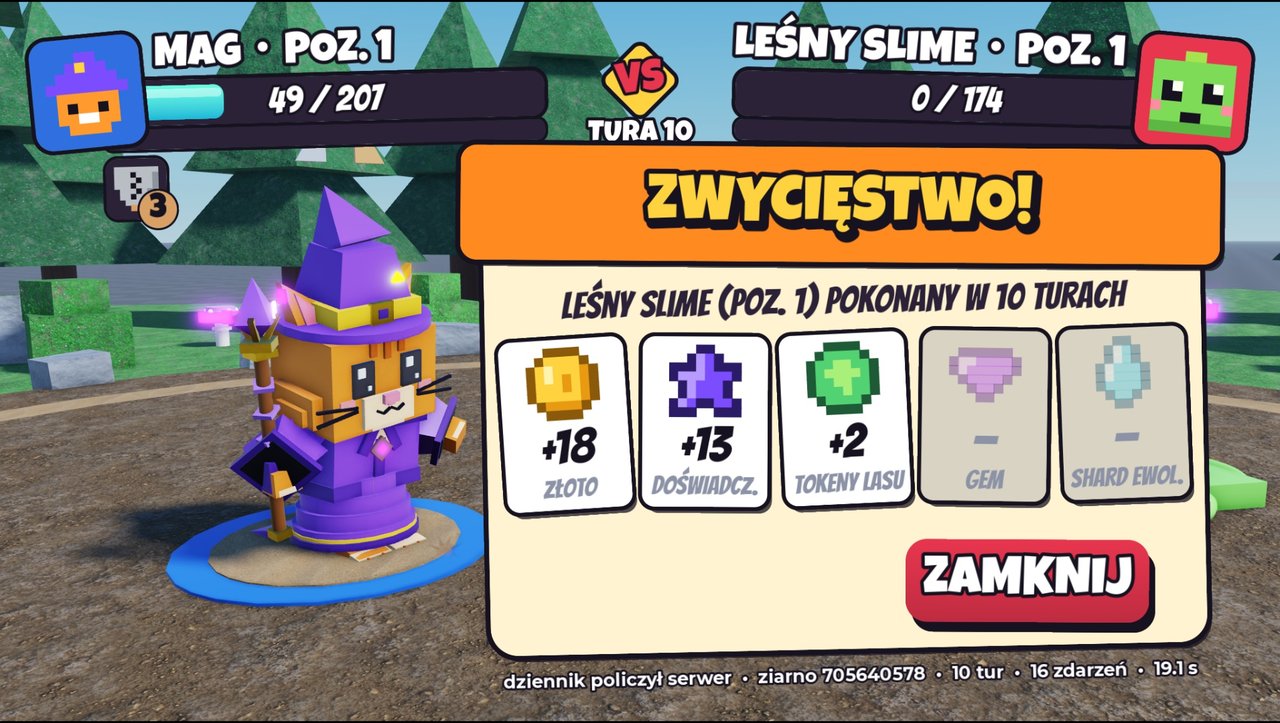 MAG • POZ. 1
49 / 207
3
VS
TURA 10
LEŚNY SLIME • POZ. 1
0 / 174
ZWYCIĘSTWO!
LEŚNY SLIME (POZ. 1) POKONANY W 10 TURACH
+18
ZŁOTO
+13
DOŚWIADCZ.
+2
TOKENY LASU
–
GEM
–
SHARD EWOL.
ZAMKNIJ
dziennik policzył serwer • ziarno 705640578 • 10 tur • 16 zdarzeń • 19.1 s